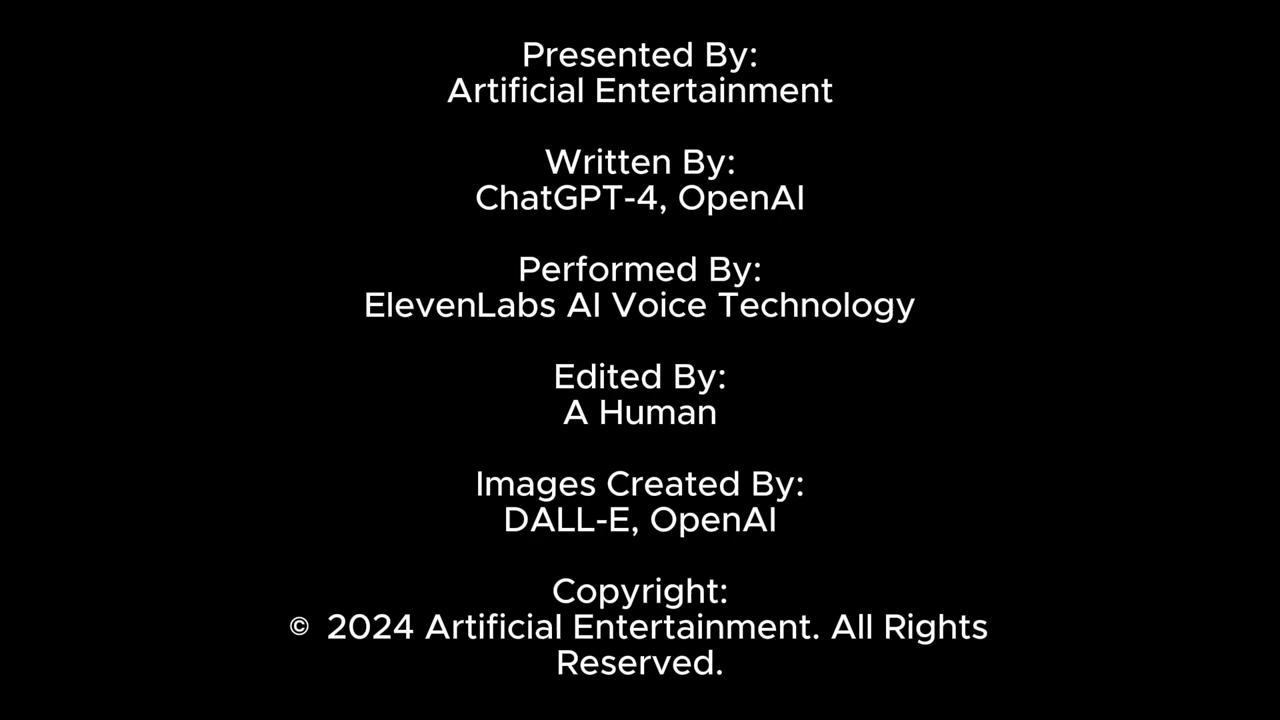 Presented By:
Artificial Entertainment
Written By:
ChatGPT-4, OpenAI
Performed By:
ElevenLabs AI Voice Technology
Edited By:
A Human
Images Created By:
DALL-E, OpenAI
Copyright:
© 2024 Artificial Entertainment. All Rights
Reserved.